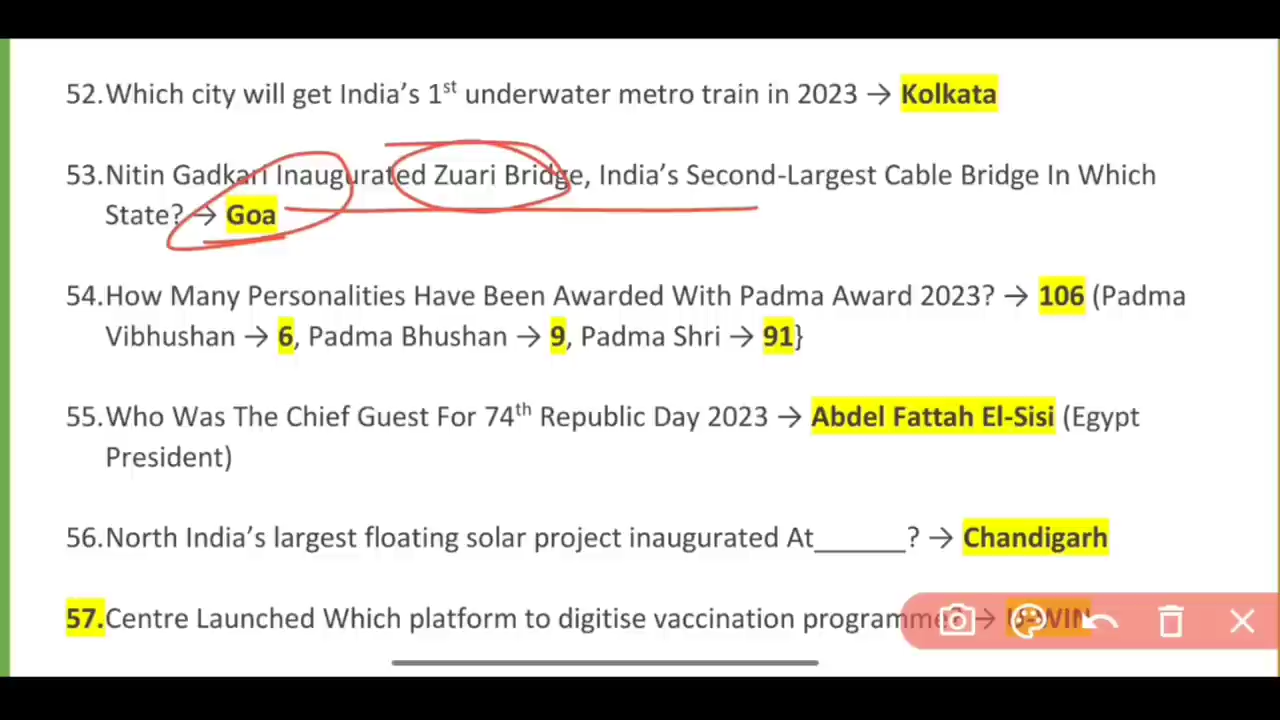 52.Which city will get India's 1st underwater metro train in 2023 → Kolkata
53.Nitin Gadkari Inaugurated Zuari Bridge, India's Second-Largest Cable Bridge In Which
State? → Goa
54.How Many Personalities Have Been Awarded With Padma Award 2023? → 106 (Padma
Vibhushan → 6, Padma Bhushan → 9, Padma Shri → 91}
55.Who Was The Chief Guest For 74th Republic Day 2023 → Abdel Fattah El-Sisi (Egypt
President)
56.North India's largest floating solar project inaugurated At______? → Chandigarh
57.Centre Launched Which platform to digitise vaccination programme? → U-WIN